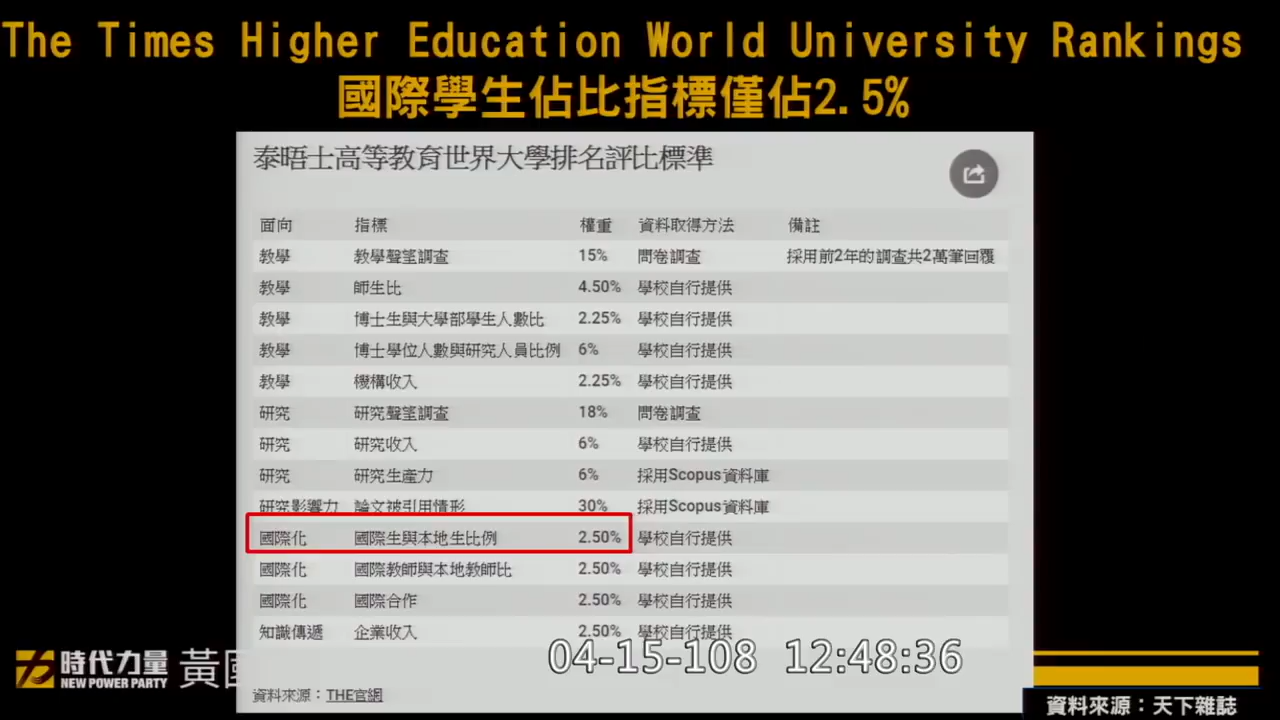 The Times Higher Education World University Rankings
國際學生佔比指標僅佔2.5%
泰晤士高等教育世界大學排名評比標準
面向 指標 權重 資料取得方法 備註
教學 教學聲望調查 15% 問卷調查 採用前2年的調查共2萬筆回覆
教學 師生比 4.50% 學校自行提供
教學 博士生與大學部學生人數比 2.25% 學校自行提供
教學 博士學位人數與研究人員比例 6% 學校自行提供
教學 機構收入 2.25% 學校自行提供
研究 研究聲望調查 18% 問卷調查
研究 研究收入 6% 學校自行提供
研究 研究生產力 6% 採用Scopus資料庫
研究影響力 論文被引用情形 30% 採用Scopus資料庫
國際化 國際生與本地生比例 2.50% 學校自行提供
國際化 國際教師與本地教師比 2.50% 學校自行提供
國際化 國際合作 2.50% 學校自行提供
知識傳遞 企業收入 2.50% 學校自行提供
04-15-108 12:48:36
時代力量 黃國
NEW POWER PARTY
資料來源：THE官網
資料來源：天下雜誌